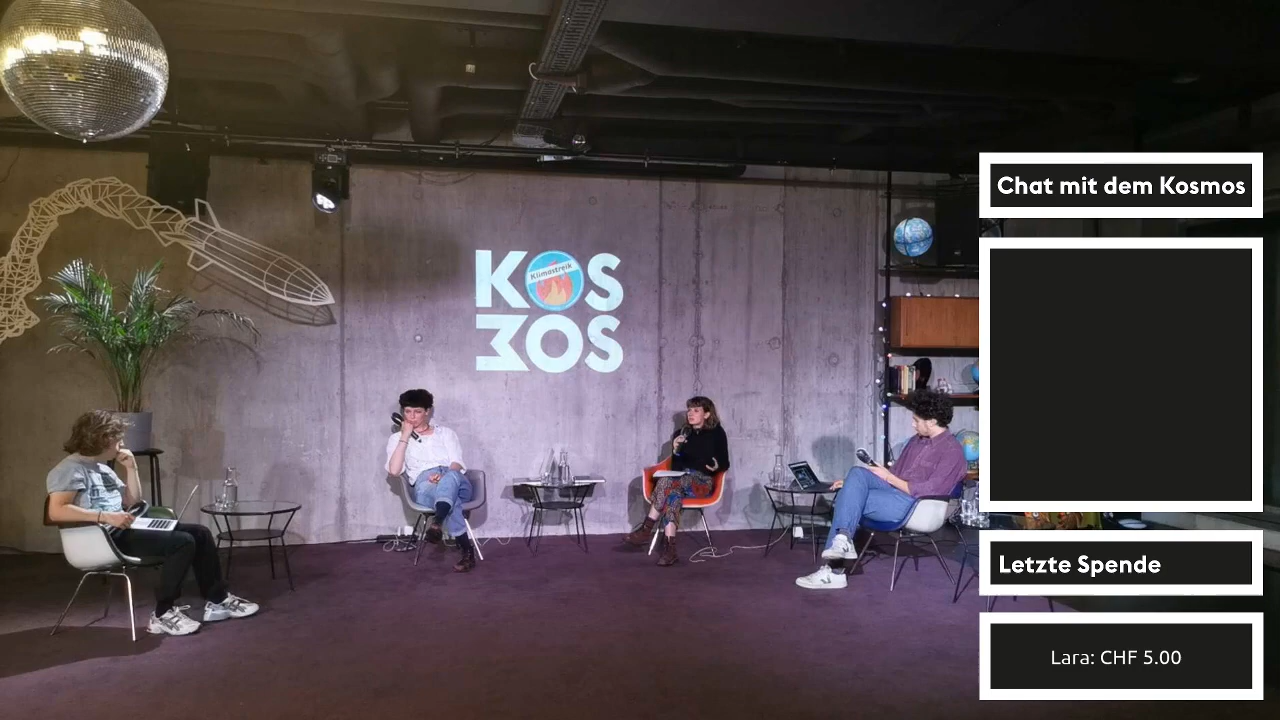 KOS
Klimastreik
MOS
Chat mit dem Kosmos
Letzte Spende
Lara: CHF 5.00